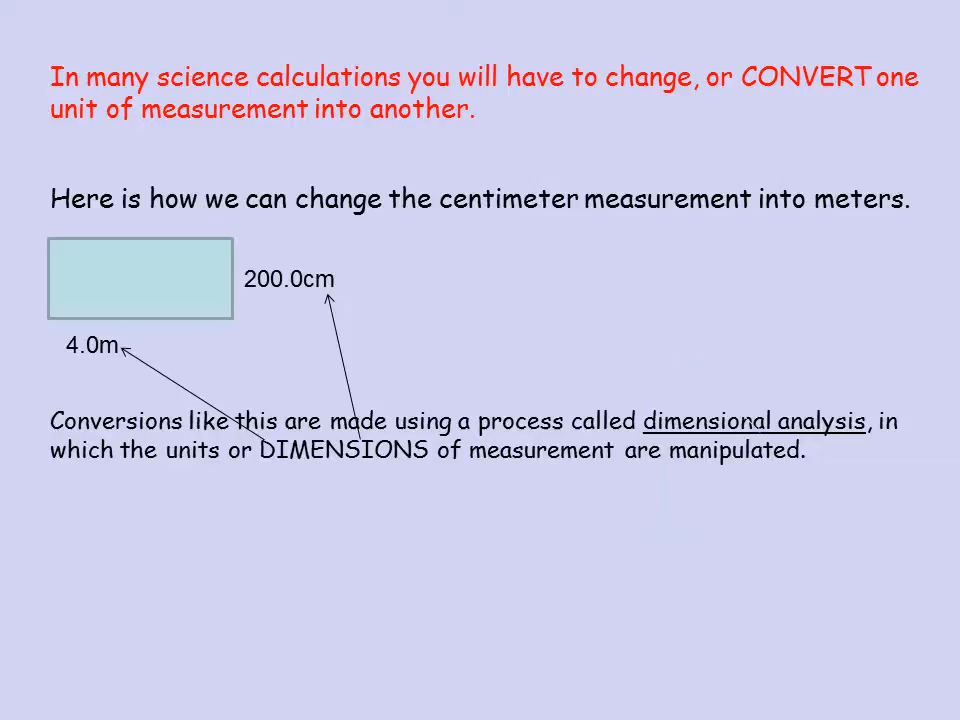 In many science calculations you will have to change, or CONVERT one
unit of measurement into another.
Here is how we can change the centimeter measurement into meters.
200.0cm
4.0m
Conversions like this are made using a process called dimensional analysis, in
which the units or DIMENSIONS of measurement are manipulated.